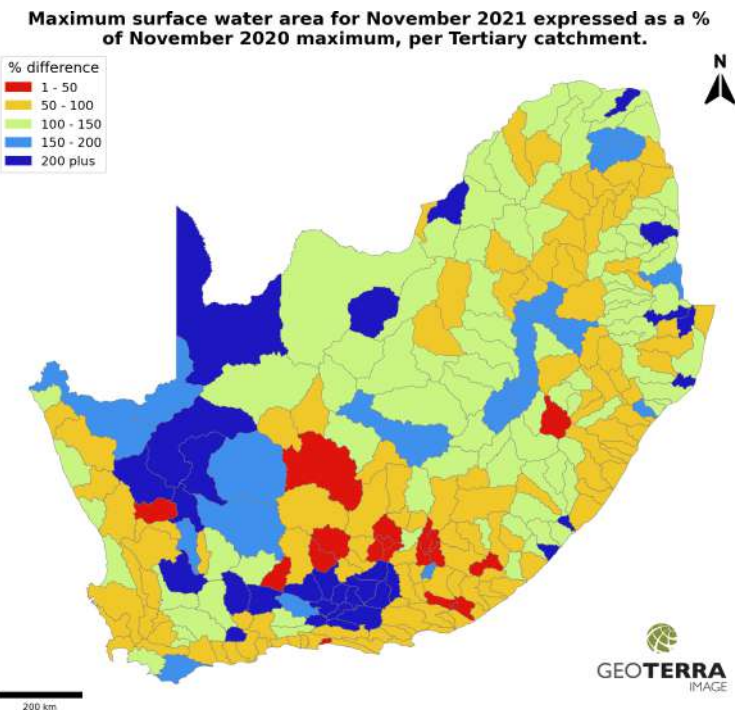 Maximum surface water area for November 2021 expressed as a %
of November 2020 maximum, per Tertiary catchment.
% difference
1 - 50
50 - 100
100 - 150
150 - 200
200 plus
N
GEOTERRA
IMAGE
200 km